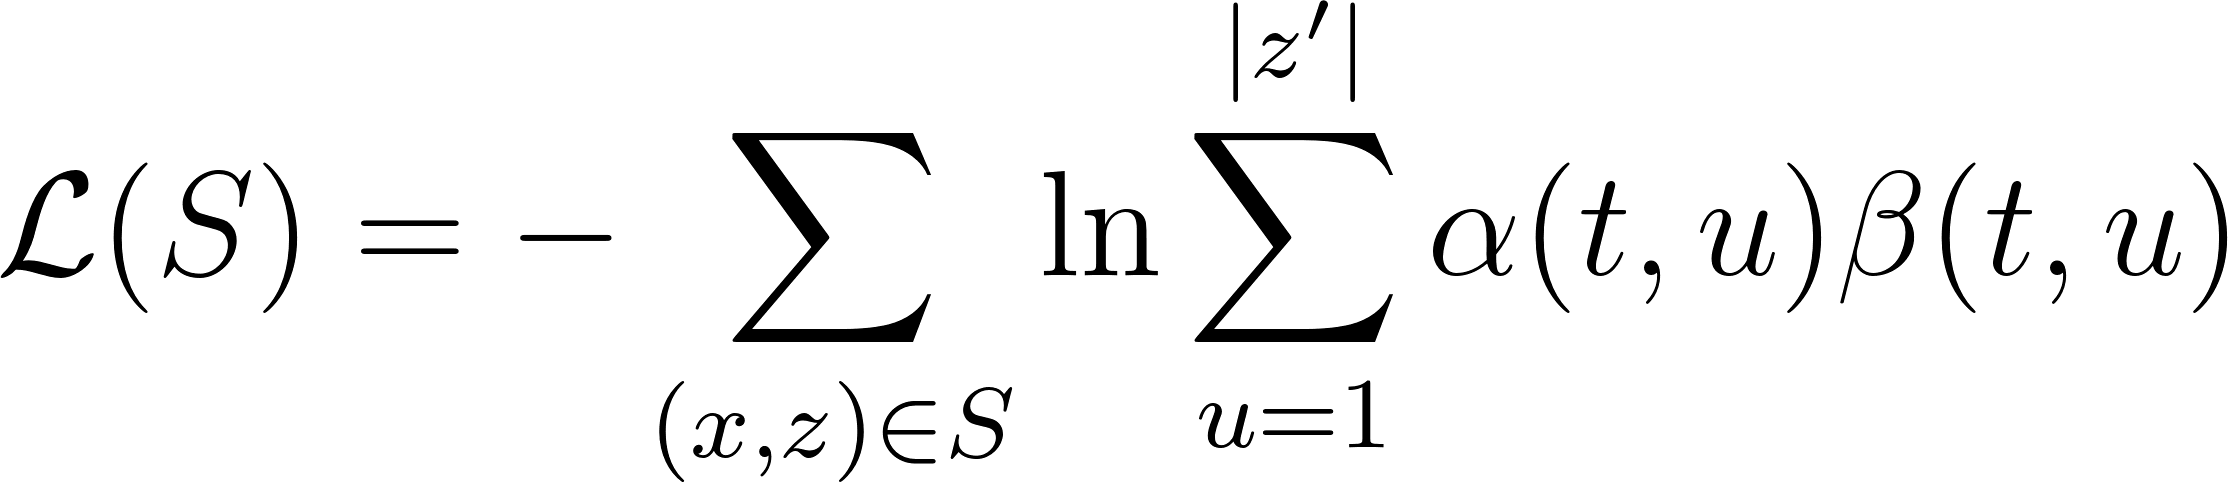 $\mathcal{L}(S) = -\sum_{(x,z)\in S} \ln \sum_{u=1}^{|z'|} \alpha(t,u)\beta(t,u)$